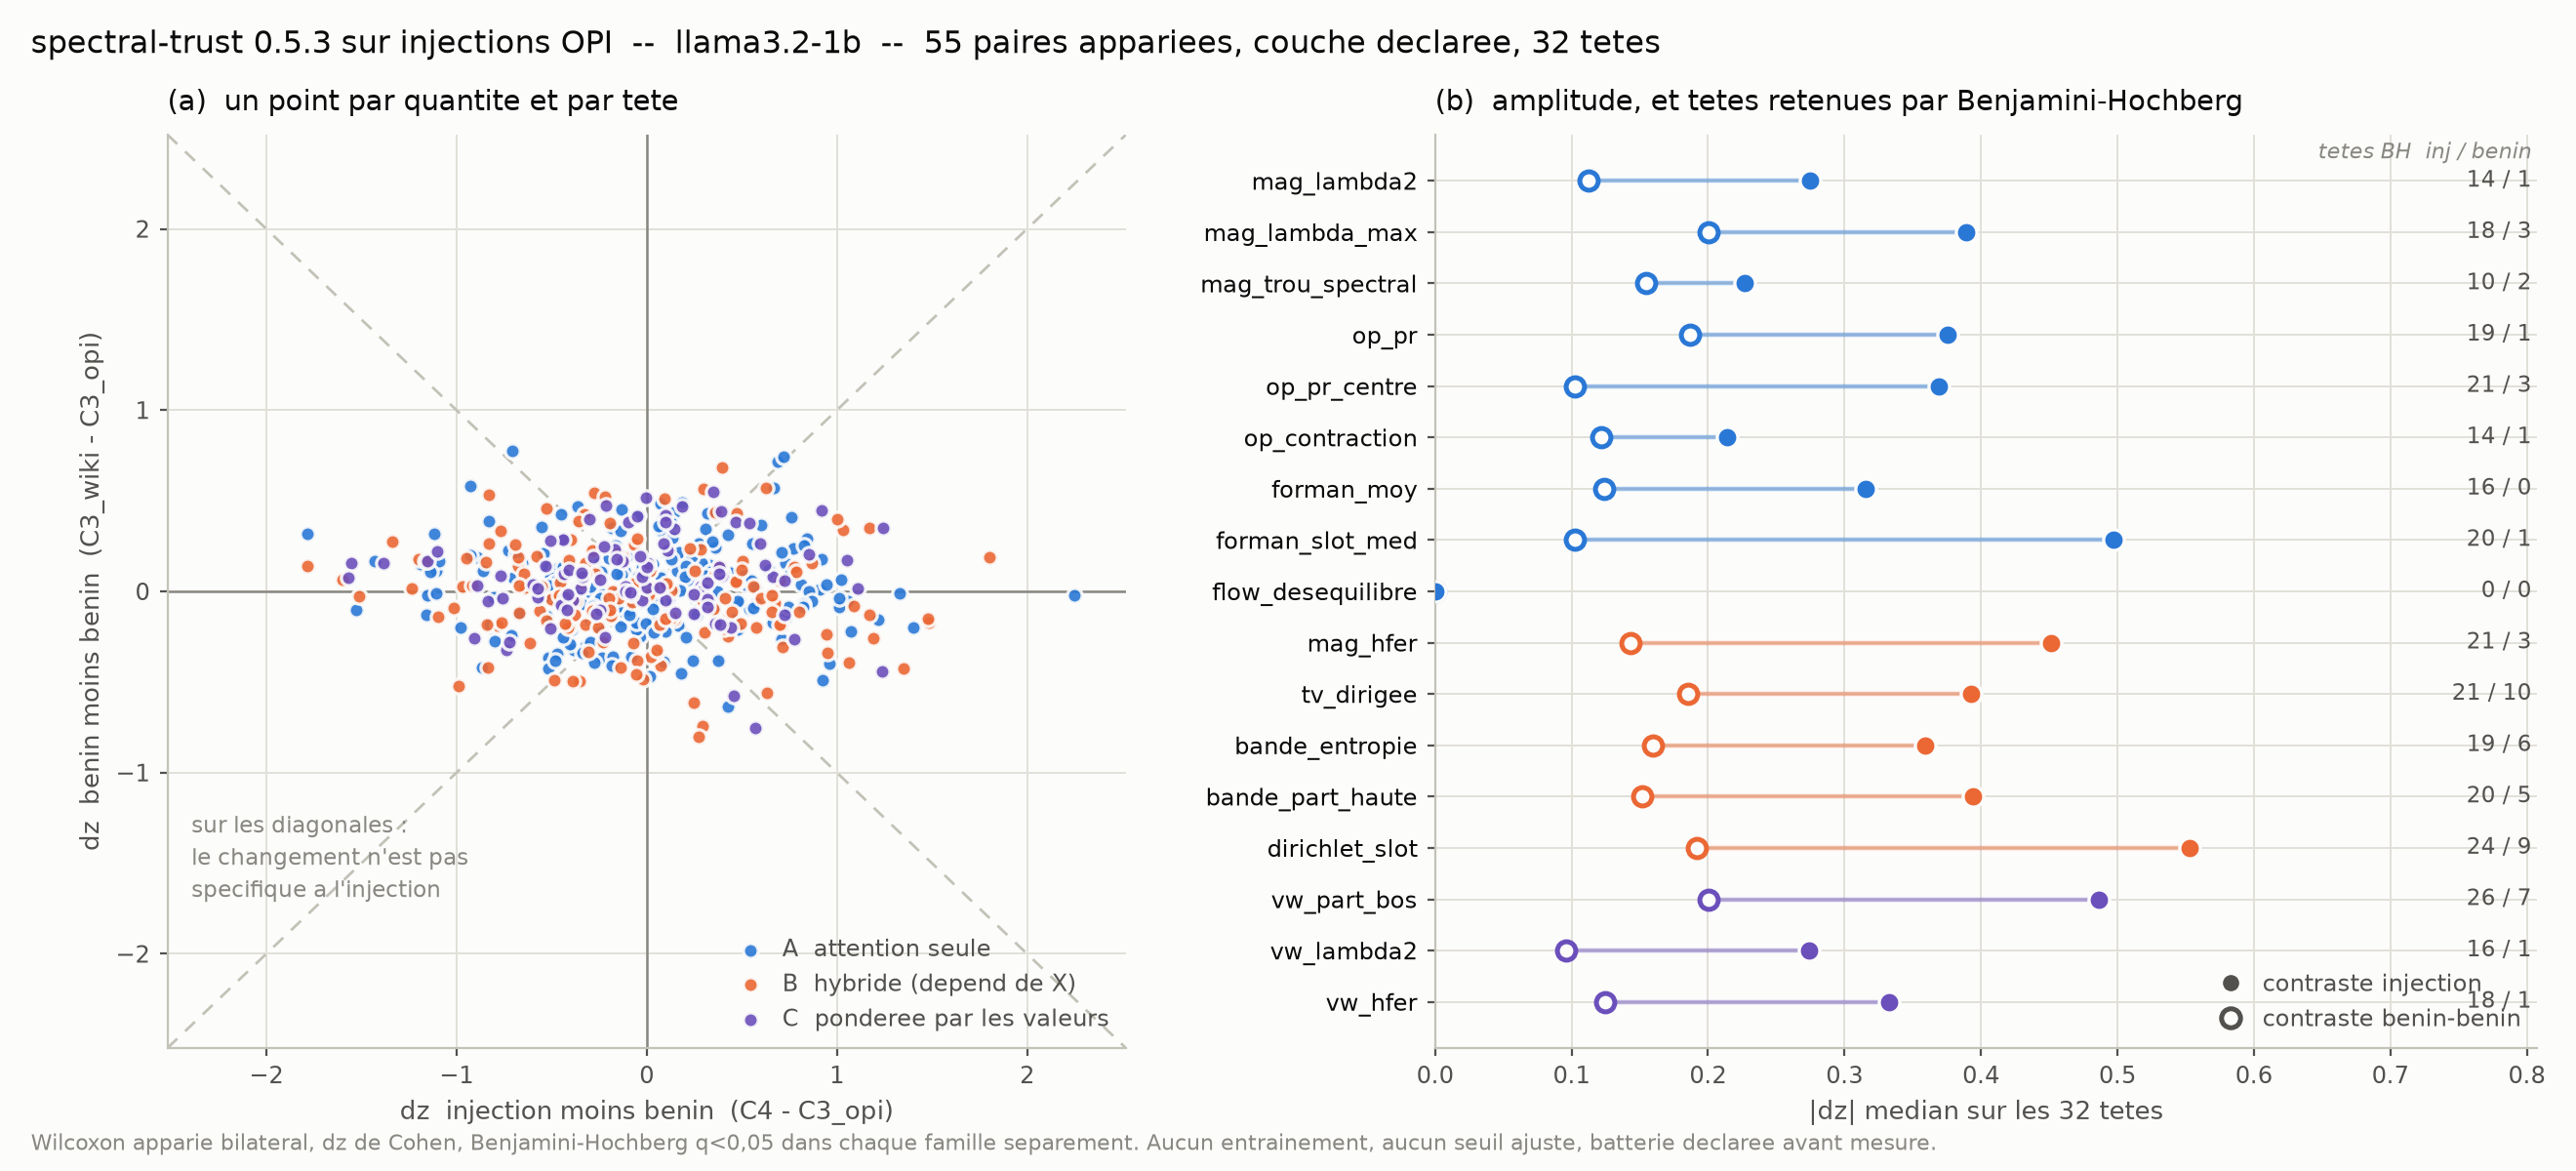 spectral-trust 0.5.3 sur injections OPI -- llama3.2-1b -- 55 paires appariees, couche declaree, 32 tetes
(a) un point par quantite et par tete
dz benin moins benin (C3_wiki - C3_opi)
2
1
0
−1
−2
sur les diagonales :
le changement n'est pas
specifique a l'injection
A attention seule
B hybride (depend de X)
C ponderee par les valeurs
−2
−1
0
1
2
dz injection moins benin (C4 - C3_opi)
(b) amplitude, et tetes retenues par Benjamini-Hochberg
tetes BH inj / benin
mag_lambda2 14 / 1
mag_lambda_max 18 / 3
mag_trou_spectral 10 / 2
op_pr 19 / 1
op_pr_centre 21 / 3
op_contraction 14 / 1
forman_moy 16 / 0
forman_slot_med 20 / 1
flow_desequilibre 0 / 0
mag_hfer 21 / 3
tv_dirigee 21 / 10
bande_entropie 19 / 6
bande_part_haute 20 / 5
dirichlet_slot 24 / 9
vw_part_bos 26 / 7
vw_lambda2 16 / 1
vw_hfer 18 / 1
contraste injection
contraste benin-benin
0.0
0.1
0.2
0.3
0.4
0.5
0.6
0.7
0.8
|dz| median sur les 32 tetes
Wilcoxon apparie bilateral, dz de Cohen, Benjamini-Hochberg q<0,05 dans chaque famille separement. Aucun entrainement, aucun seuil ajuste, batterie declaree avant mesure.